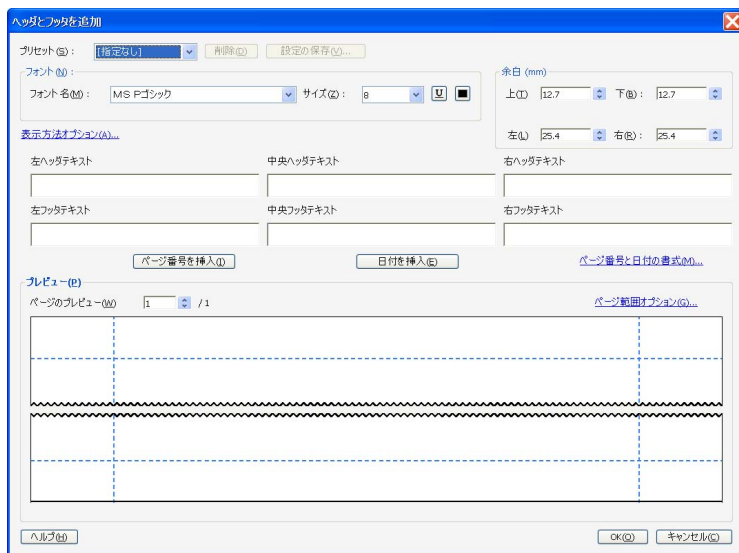 ヘッダとフッタを追加
プリセット(S): [指定なし] 削除(D) 設定の保存(V)...
フォント(N)
フォント名(M): MS Pゴシック サイズ(Z): 8 U
余白 (mm)
上(T) 12.7 下(B): 12.7
左(L) 25.4 右(R): 25.4
表示方法オプション(A)...
左ヘッダテキスト 中央ヘッダテキスト 右ヘッダテキスト
左フッタテキスト 中央フッタテキスト 右フッタテキスト
ページ番号を挿入(I) 日付を挿入(E) ページ番号と日付の書式(M)...
プレビュー(P)
ページのプレビュー(W) 1 / 1 ページ範囲オプション(G)...
ヘルプ(H) OK(O) キャンセル(C)